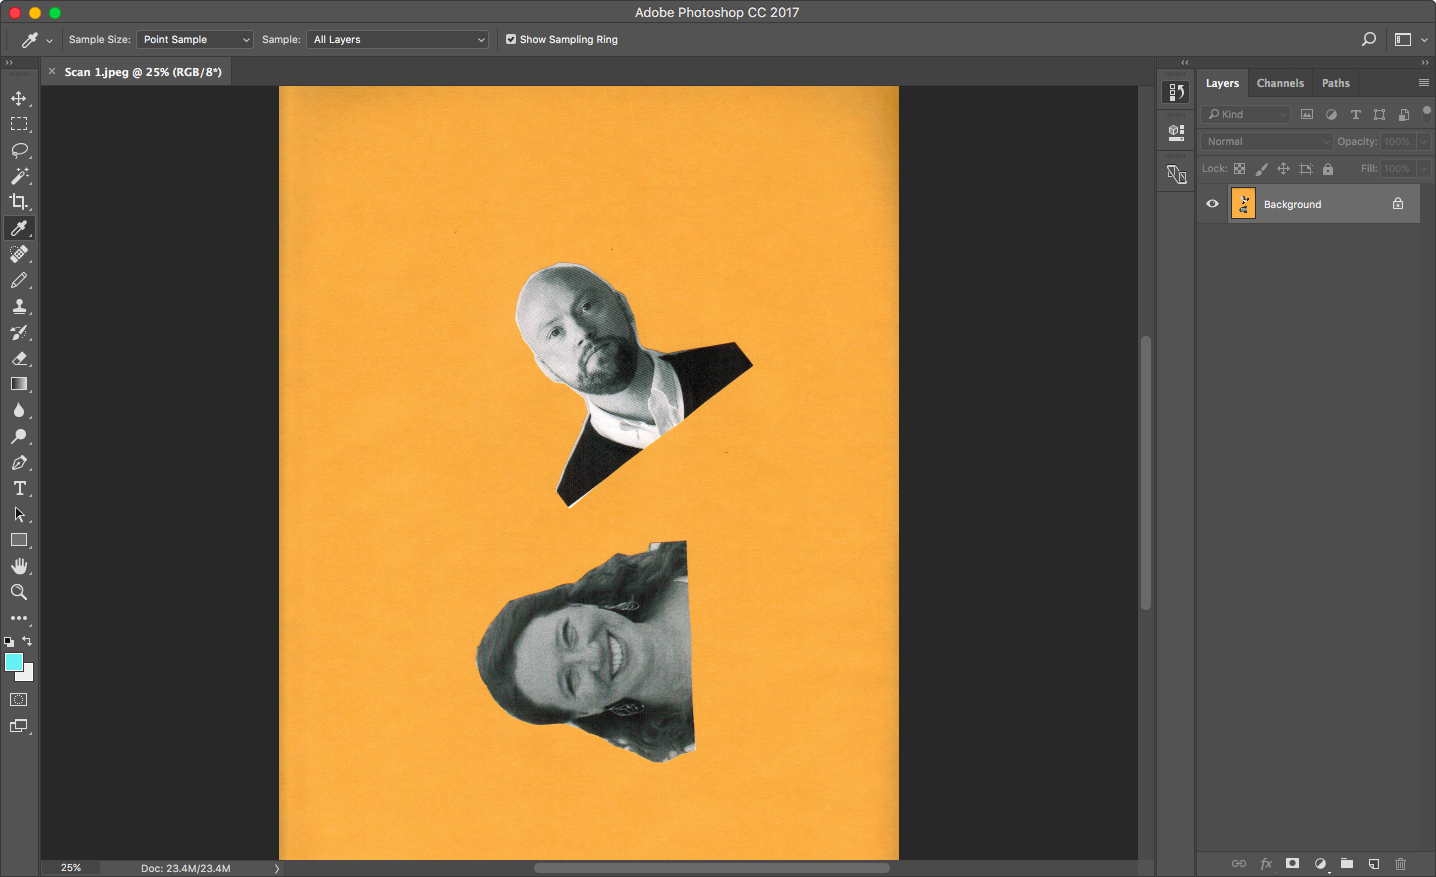 Adobe Photoshop CC 2017
Sample Size: Point Sample Sample: All Layers Show Sampling Ring
Scan 1.jpeg @ 25% (RGB/8*)
Layers Channels Paths
Kind
Normal Opacity: 100%
Lock: Fill: 100%
Background
25% Doc: 23.4M/23.4M
fx